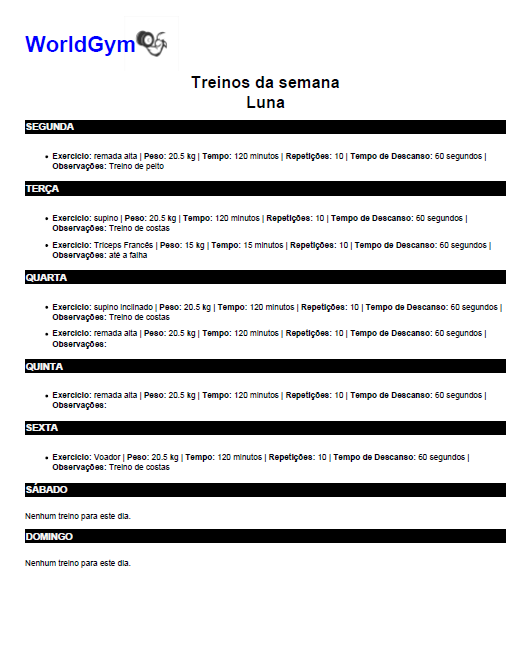 WorldGym
Treinos da semana
Luna
SEGUNDA
• Exercício: remada alta | Peso: 20.5 kg | Tempo: 120 minutos | Repetições: 10 | Tempo de Descanso: 60 segundos |
Observações: Treino de peito
TERÇA
• Exercício: supino | Peso: 20.5 kg | Tempo: 120 minutos | Repetições: 10 | Tempo de Descanso: 60 segundos |
Observações: Treino de costas
• Exercício: Tríceps Francês | Peso: 15 kg | Tempo: 15 minutos | Repetições: 10 | Tempo de Descanso: 60 segundos |
Observações: até a falha
QUARTA
• Exercício: supino inclinado | Peso: 20.5 kg | Tempo: 120 minutos | Repetições: 10 | Tempo de Descanso: 60 segundos |
Observações: Treino de costas
• Exercício: remada alta | Peso: 20.5 kg | Tempo: 120 minutos | Repetições: 10 | Tempo de Descanso: 60 segundos |
Observações:
QUINTA
• Exercício: remada alta | Peso: 20.5 kg | Tempo: 120 minutos | Repetições: 10 | Tempo de Descanso: 60 segundos |
Observações:
SEXTA
• Exercício: Voador | Peso: 20.5 kg | Tempo: 120 minutos | Repetições: 10 | Tempo de Descanso: 60 segundos |
Observações: Treino de costas
SÁBADO
Nenhum treino para este dia.
DOMINGO
Nenhum treino para este dia.